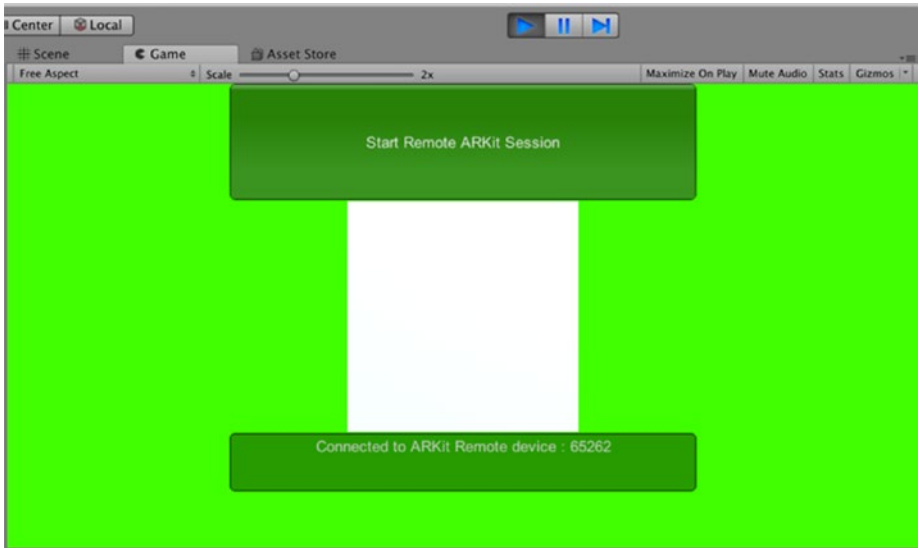 Center Local
Scene Game Asset Store
Free Aspect Scale 2x Maximize On Play Mute Audio Stats Gizmos
Start Remote ARKit Session
Connected to ARKit Remote device : 65262